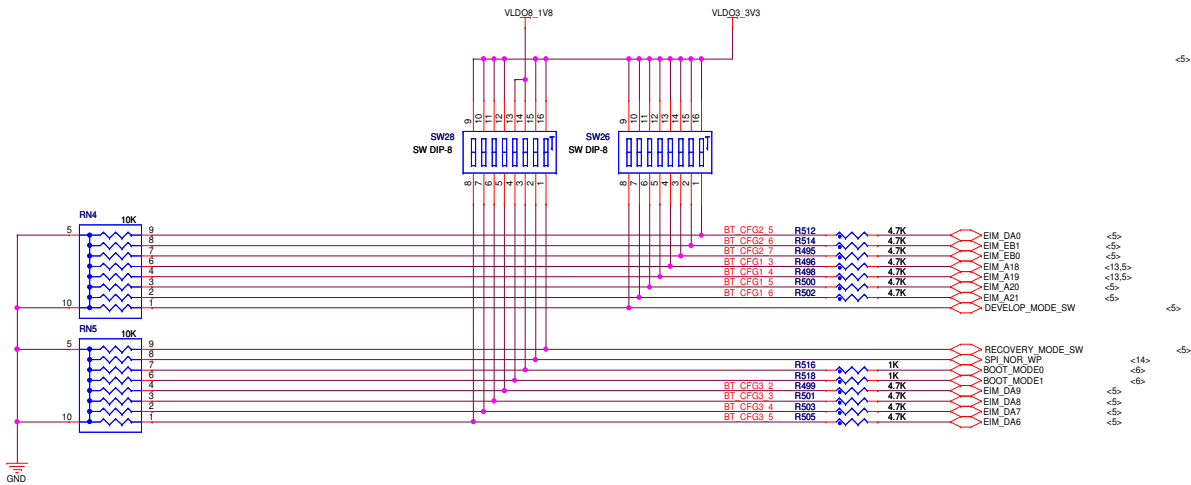 VLDO8_1V8 VLDO3_3V3
<5>
9 10 11 12 13 14 15 16 9 10 11 12 13 14 15 16
SW28 SW26
SW DIP-8 SW DIP-8
8 7 6 5 4 3 2 1 8 7 6 5 4 3 2 1
RN4
10K
5 9 BT_CFG2_5 R512 4.7K EIM_DA0 <5>
8 BT_CFG2_6 R514 4.7K EIM_EB1 <5>
7 BT_CFG2_7 R495 4.7K EIM_EB0 <5>
6 BT_CFG1_3 R496 4.7K EIM_A18 <13,5>
4 BT_CFG1_4 R498 4.7K EIM_A19 <13,5>
3 BT_CFG1_5 R500 4.7K EIM_A20 <5>
2 BT_CFG1_6 R502 4.7K EIM_A21 <5>
10 1 DEVELOP_MODE_SW <5>
RN5
10K
5 9 RECOVERY_MODE_SW <5>
8 SPI_NOR_WP <14>
7 R516 1K BOOT_MODE0 <6>
6 R518 1K BOOT_MODE1 <6>
4 BT_CFG3_2 R499 4.7K EIM_DA9 <5>
3 BT_CFG3_3 R501 4.7K EIM_DA8 <5>
2 BT_CFG3_4 R503 4.7K EIM_DA7 <5>
10 1 BT_CFG3_5 R505 4.7K EIM_DA6 <5>
GND